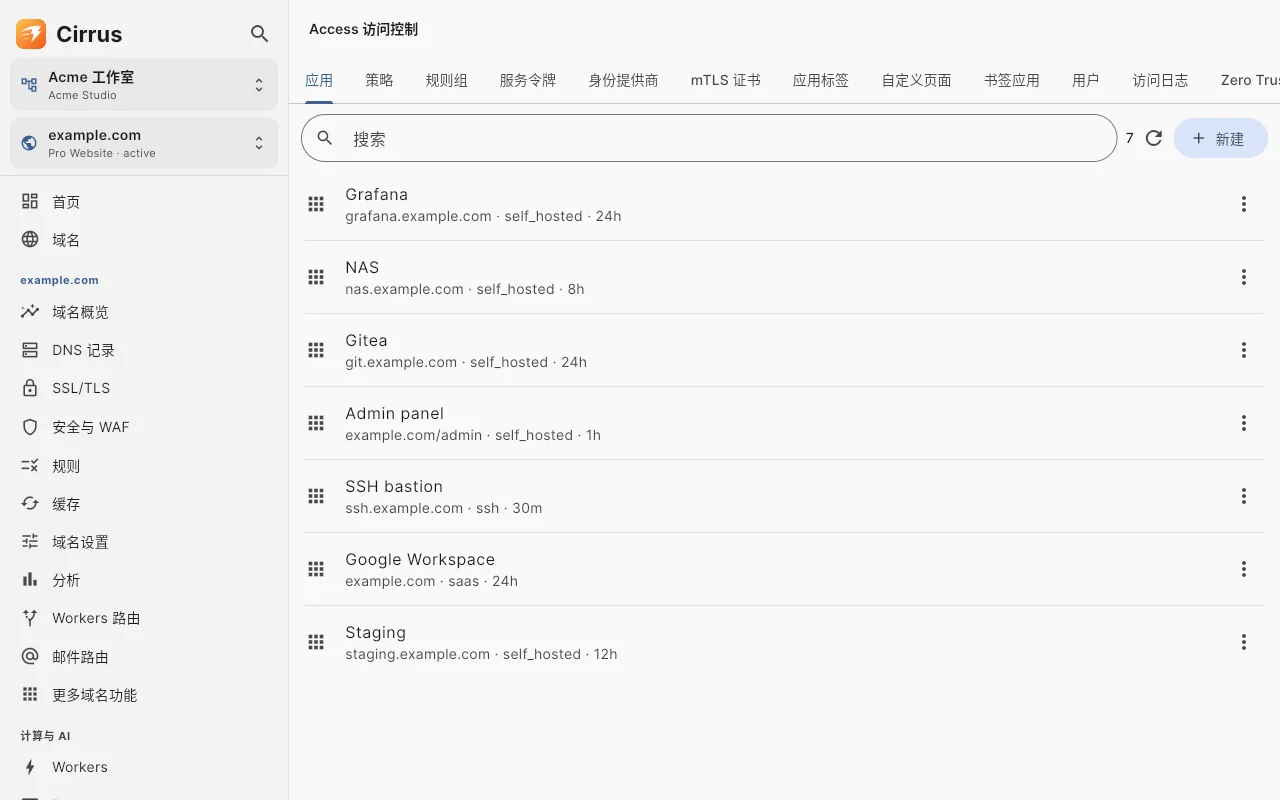 Cirrus
Acme 工作室
Acme Studio
example.com
Pro Website · active
首页
域名
example.com
域名概览
DNS 记录
SSL/TLS
安全与 WAF
规则
缓存
域名设置
分析
Workers 路由
邮件路由
更多域名功能
计算与 AI
Workers
Access 访问控制
应用 策略 规则组 服务令牌 身份提供商 mTLS 证书 应用标签 自定义页面 书签应用 用户 访问日志 Zero Trus
搜索 7 新建
Grafana
grafana.example.com · self_hosted · 24h
NAS
nas.example.com · self_hosted · 8h
Gitea
git.example.com · self_hosted · 24h
Admin panel
example.com/admin · self_hosted · 1h
SSH bastion
ssh.example.com · ssh · 30m
Google Workspace
example.com · saas · 24h
Staging
staging.example.com · self_hosted · 12h